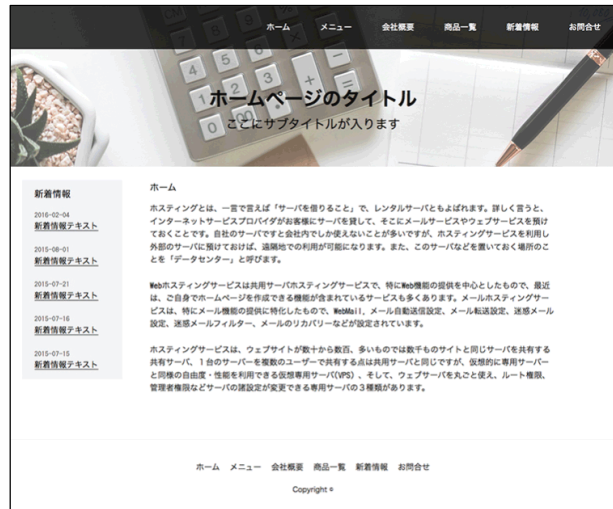 ホーム メニュー 会社概要 商品一覧 新着情報 お問合せ
ホームページのタイトル
ここにサブタイトルが入ります
新着情報
2016-02-04
新着情報テキスト
2015-08-01
新着情報テキスト
2015-07-21
新着情報テキスト
2015-07-16
新着情報テキスト
2015-07-15
新着情報テキスト
ホーム
ホスティングとは、一言で言えば「サーバを借りること」で、レンタルサーバともよばれます。詳しく言うと、
インターネットサービスプロバイダがお客様にサーバを貸して、そこにメールサービスやウェブサービスを預け
ておくことです。自社のサーバですと会社内でしか使えないことが多いですが、ホスティングサービスを利用し
外部のサーバに預けておけば、遠隔地での利用が可能になります。また、このサーバなどを置いておく場所のこ
とを「データセンター」と呼びます。
Webホスティングサービスは共用サーバホスティングサービスで、特にWeb機能の提供を中心としたもので、最近
は、ご自身でホームページを作成できる機能が含まれているサービスも多くあります。メールホスティングサー
ビスは、特にメール機能の提供に特化したもので、WebMail、メール自動送信設定、メール転送設定、迷惑メール
設定、迷惑メールフィルター、メールのリカバリーなどが設定されています。
ホスティングサービスは、ウェブサイトが数十から数百、多いものでは数千ものサイトと同じサーバを共有する
共有サーバ、1台のサーバーを複数のユーザーで共有する点は共用サーバと同じですが、仮想的に専用サーバー
と同様の自由度・性能を利用できる仮想専用サーバ(VPS)、そして、ウェブサーバを丸ごと使え、ルート権限、
管理者権限などサーバの諸設定が変更できる専用サーバの3種類があります。
ホーム メニュー 会社概要 商品一覧 新着情報 お問合せ
Copyright ©